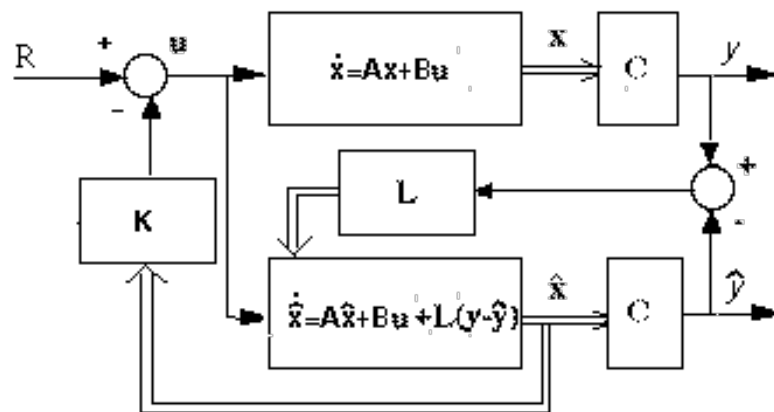 R
+
-
u
ẋ=Ax+Bu
x
C
y
K
L
+
-
x̂̇=Ax̂+Bu+L(y-ŷ)
x̂
C
ŷ